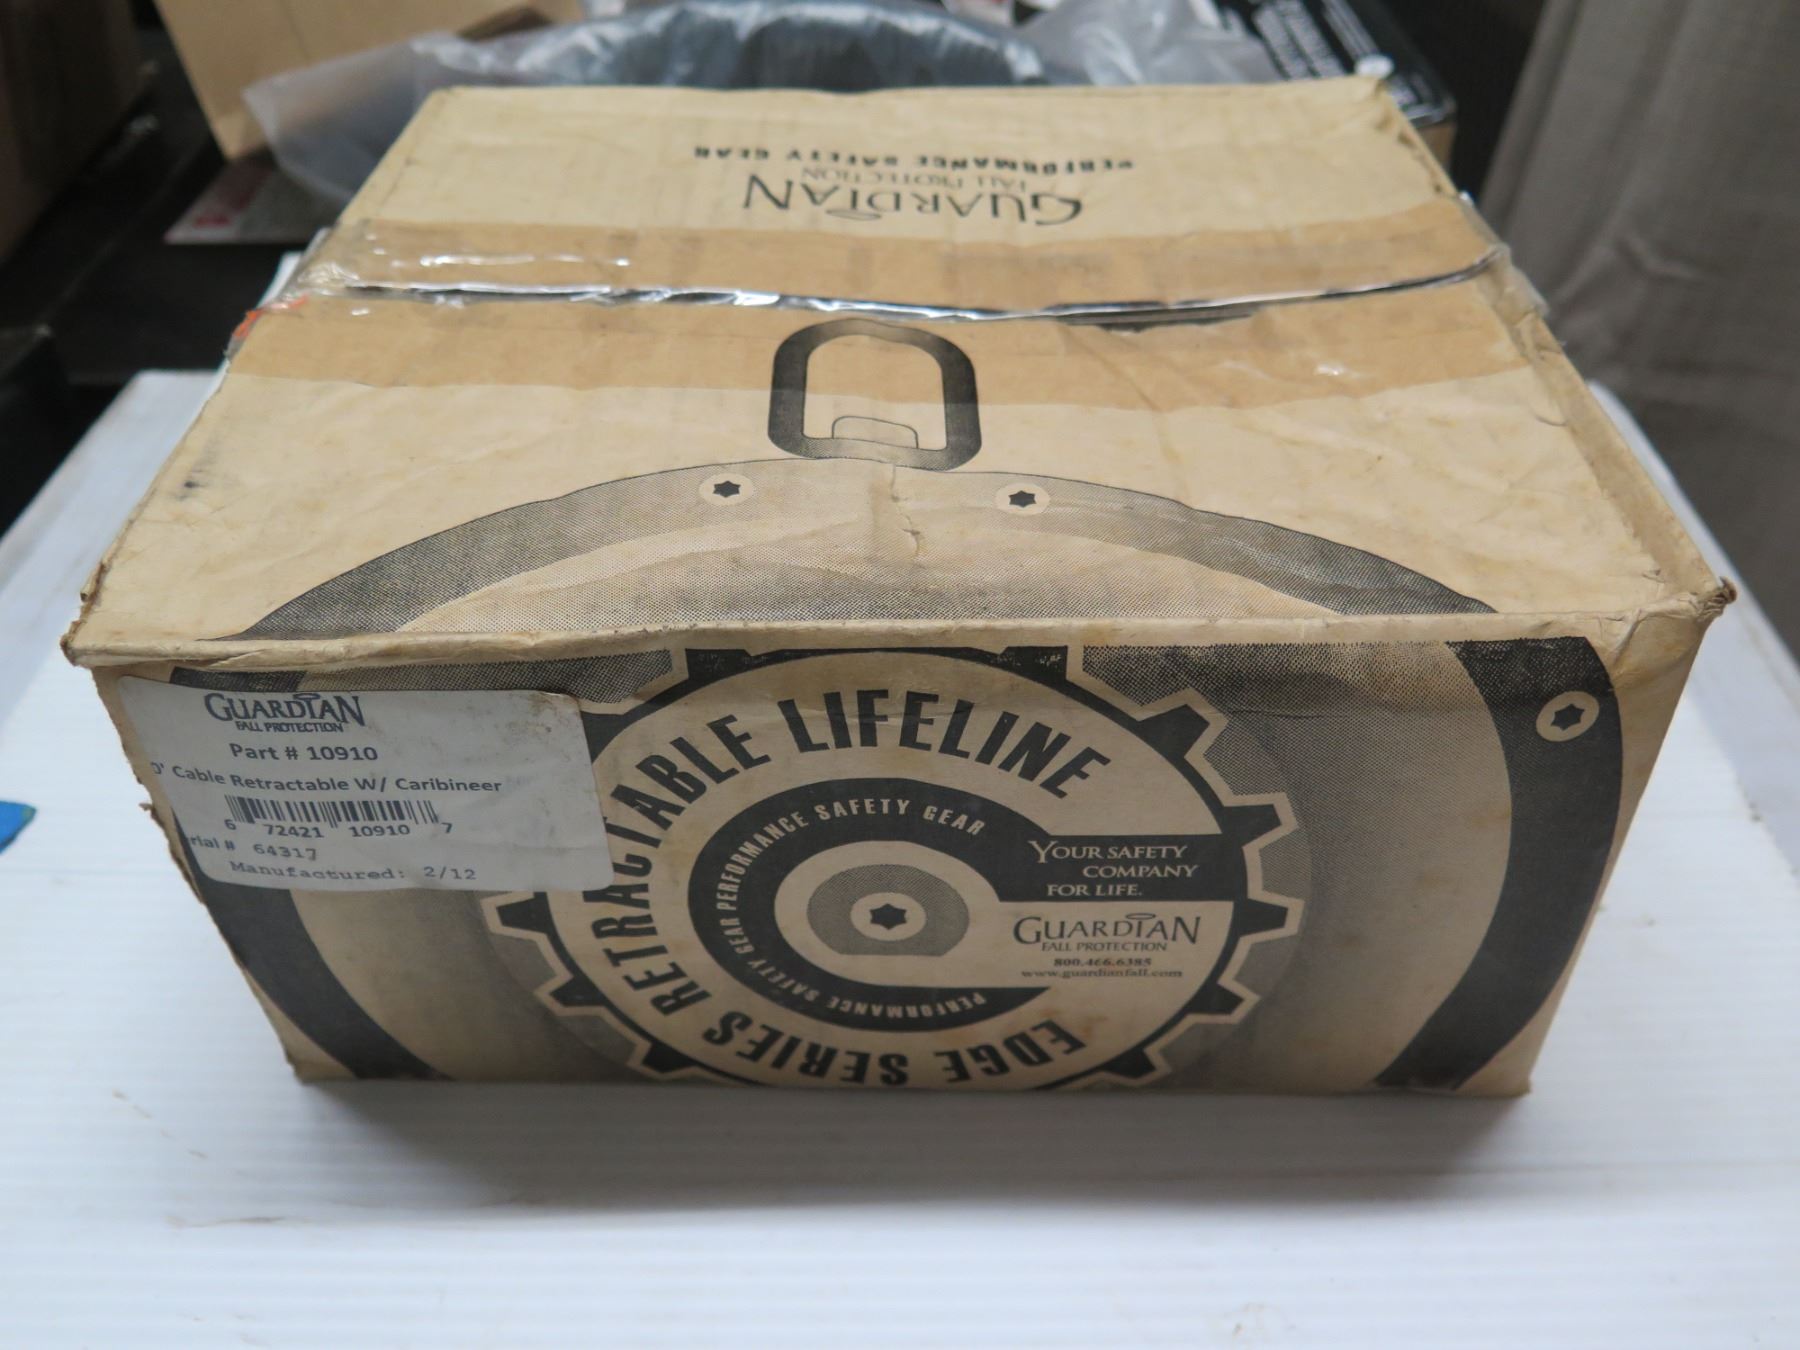 GUARDIAN
FALL PROTECTION
PERFORMANCE SAFETY GEAR
GUARDIAN
FALL PROTECTION
Part # 10910
0' Cable Retractable W/ Caribineer
6 72421 10910 7
rial # 64317
Manufactured: 2/12
EDGE SERIES RETRACTABLE LIFELINE
PERFORMANCE SAFETY GEAR PERFORMANCE SAFETY GEAR
YOUR SAFETY
COMPANY
FOR LIFE.
GUARDIAN
FALL PROTECTION
800.466.6385
www.guardianfall.com